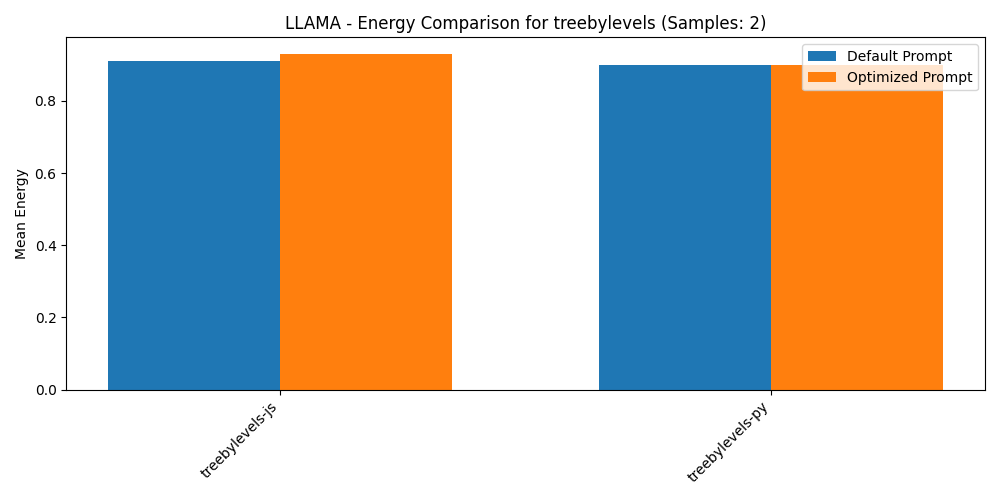 LLAMA - Energy Comparison for treebylevels (Samples: 2)
Default Prompt
Optimized Prompt
Mean Energy
0.8
0.6
0.4
0.2
0.0
treebylevels-js
treebylevels-py